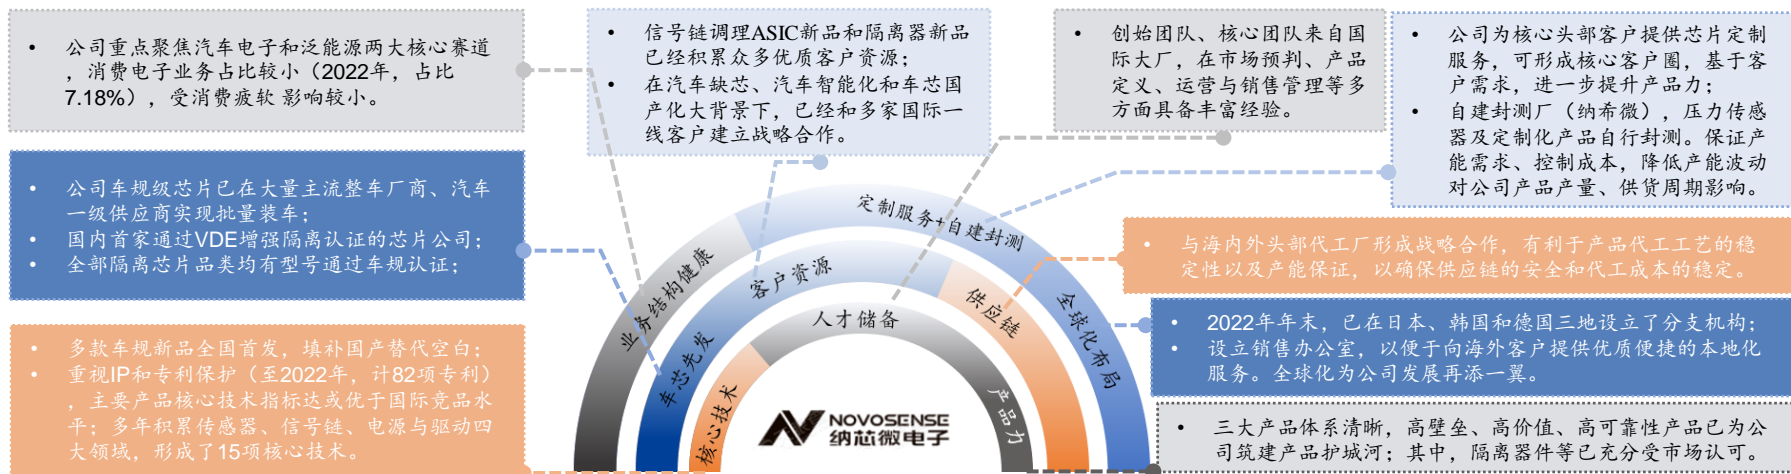 • 公司重点聚焦汽车电子和泛能源两大核心赛道
，消费电子业务占比较小（2022年，占比
7.18%），受消费疲软 影响较小。
• 公司车规级芯片已在大量主流整车厂商、汽车
一级供应商实现批量装车；
• 国内首家通过VDE增强隔离认证的芯片公司；
• 全部隔离芯片品类均有型号通过车规认证；
• 多款车规新品全国首发，填补国产替代空白；
• 重视IP和专利保护（至2022年，计82项专利）
，主要产品核心技术指标达或优于国际竞品水
平；多年积累传感器、信号链、电源与驱动四
大领域，形成了15项核心技术。
• 信号链调理ASIC新品和隔离器新品
已经积累众多优质客户资源；
• 在汽车缺芯、汽车智能化和车芯国
产化大背景下，已经和多家国际一
线客户建立战略合作。
• 创始团队、核心团队来自国
际大厂，在市场预判、产品
定义、运营与销售管理等多
方面具备丰富经验。
• 公司为核心头部客户提供芯片定制
服务，可形成核心客户圈，基于客
户需求，进一步提升产品力；
• 自建封测厂（纳希微），压力传感
器及定制化产品自行封测。保证产
能需求、控制成本，降低产能波动
对公司产品产量、供货周期影响。
• 与海内外头部代工厂形成战略合作，有利于产品代工工艺的稳
定性以及产能保证，以确保供应链的安全和代工成本的稳定。
• 2022年年末，已在日本、韩国和德国三地设立了分支机构；
• 设立销售办公室，以便于向海外客户提供优质便捷的本地化
服务。全球化为公司发展再添一翼。
• 三大产品体系清晰，高壁垒、高价值、高可靠性产品已为公
司筑建产品护城河；其中，隔离器件等已充分受市场认可。
业务结构健康
定制服务+自建封测
全球化布局
车芯先发
客户资源
供应链
核心技术
人才储备
产品力
NOVOSENSE
纳芯微电子